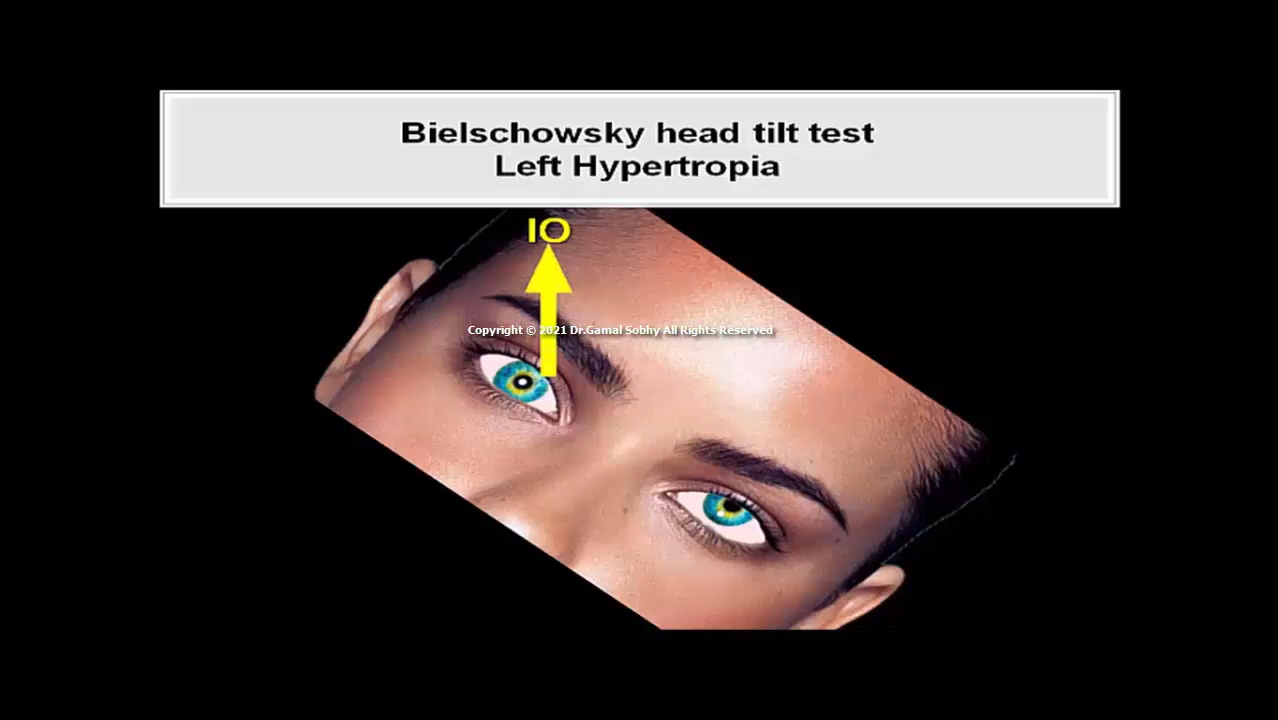 Bielschowsky head tilt test
Left Hypertropia
IO
Copyright © 2021 Dr.Gamal Sobhy All Rights Reserved